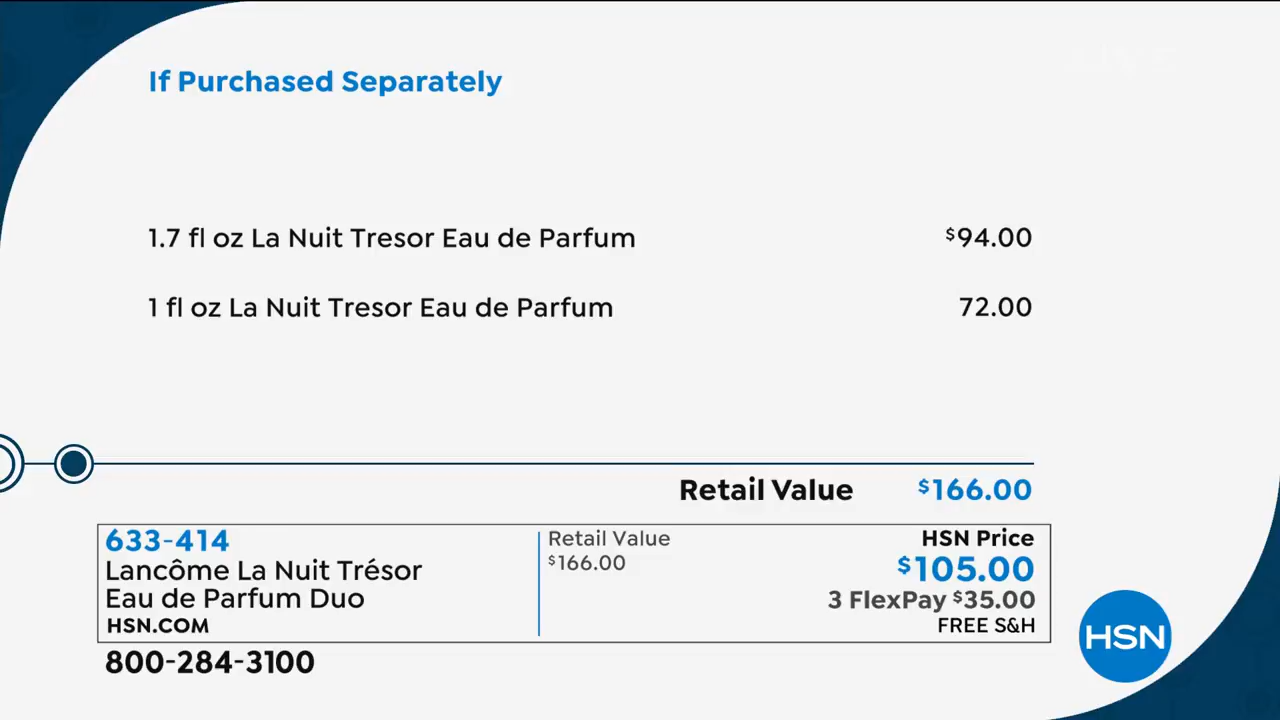 If Purchased Separately
1.7 fl oz La Nuit Tresor Eau de Parfum $94.00
1 fl oz La Nuit Tresor Eau de Parfum 72.00
Retail Value $166.00
633-414
Lancôme La Nuit Trésor
Eau de Parfum Duo
HSN.COM
Retail Value
$166.00
HSN Price
$105.00
3 FlexPay $35.00
FREE S&H
800-284-3100
HSN